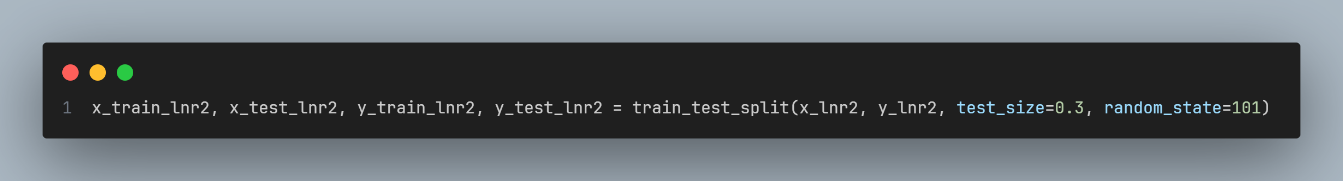 1 x_train_lnr2, x_test_lnr2, y_train_lnr2, y_test_lnr2 = train_test_split(x_lnr2, y_lnr2, test_size=0.3, random_state=101)